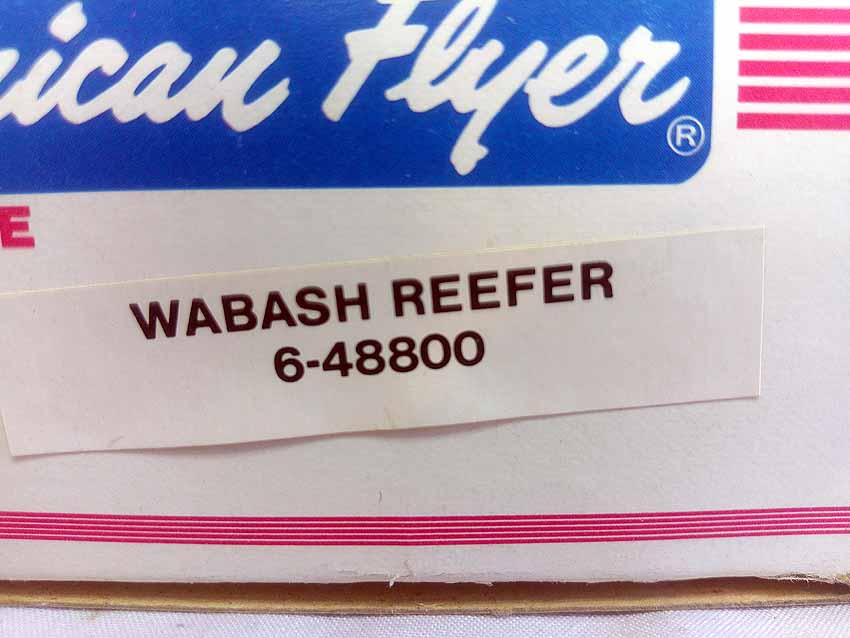 ican Flyer®
E
WABASH REEFER
6-48800